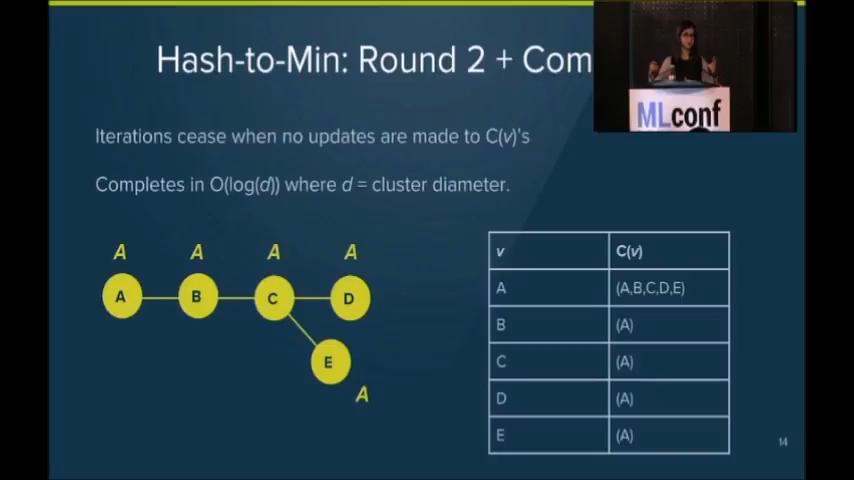 Hash-to-Min: Round 2 + Com
MLconf
Iterations cease when no updates are made to C(v)'s
Completes in O(log(d)) where d = cluster diameter.
A A A A
A B C D
E
A
v C(v)
A (A,B,C,D,E)
B (A)
C (A)
D (A)
E (A)
14